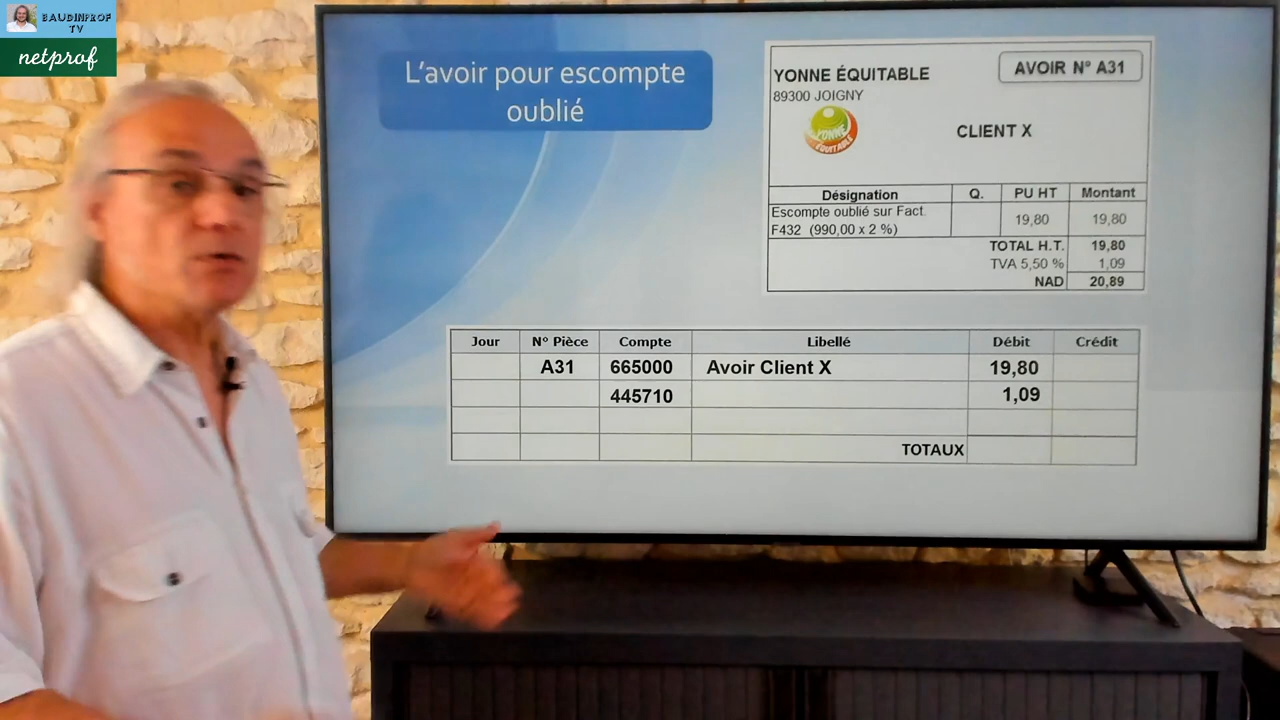 BAUDINPROF
TV
netprof
L'avoir pour escompte
oublié
YONNE ÉQUITABLE
AVOIR N° A31
89300 JOIGNY
YONNE
ÉQUITABLE
CLIENT X
Désignation Q. PU HT Montant
Escompte oublié sur Fact.
F432 (990,00 x 2 %) 19,80 19,80
TOTAL H.T. 19,80
TVA 5,50 % 1,09
NAD 20,89
Jour N° Pièce Compte Libellé Débit Crédit
A31 665000 Avoir Client X 19,80
445710 1,09
TOTAUX